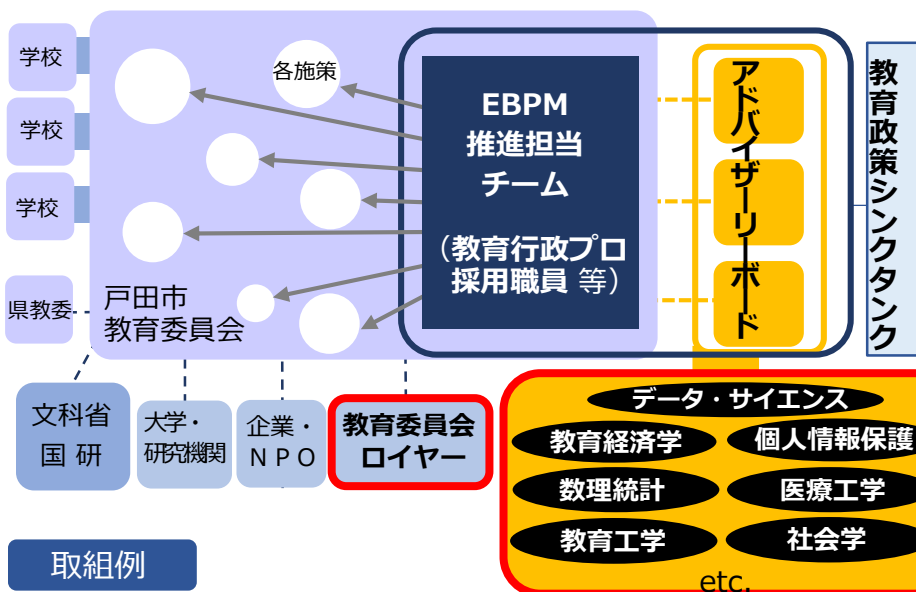 学校
学校
学校
県教委
各施策
戸田市
教育委員会
EBPM
推進担当
チーム
（教育行政プロ
採用職員 等）
アドバイザーリーボード
教育政策シンクタンク
文科省
国研
大学・
研究機関
企業・
ＮＰＯ
教育委員会
ロイヤー
データ・サイエンス
教育経済学
個人情報保護
数理統計
医療工学
教育工学
社会学
etc.
取組例